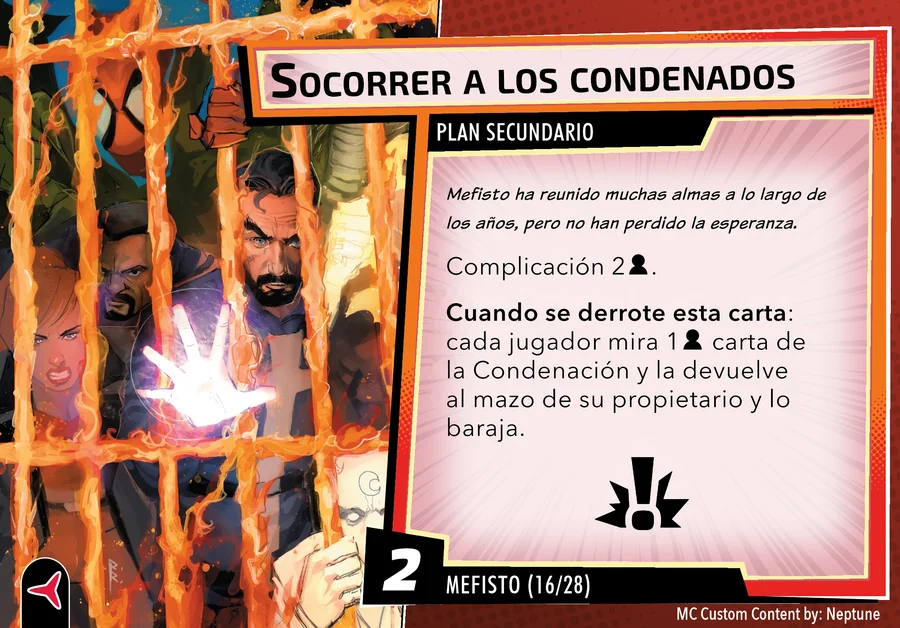 SOCORRER A LOS CONDENADOS
PLAN SECUNDARIO
Mefisto ha reunido muchas almas a lo largo de
los años, pero no han perdido la esperanza.
Complicación 2.
Cuando se derrote esta carta:
cada jugador mira 1 carta de
la Condenación y la devuelve
al mazo de su propietario y lo
baraja.
2
MEFISTO (16/28)
MC Custom Content by: Neptune